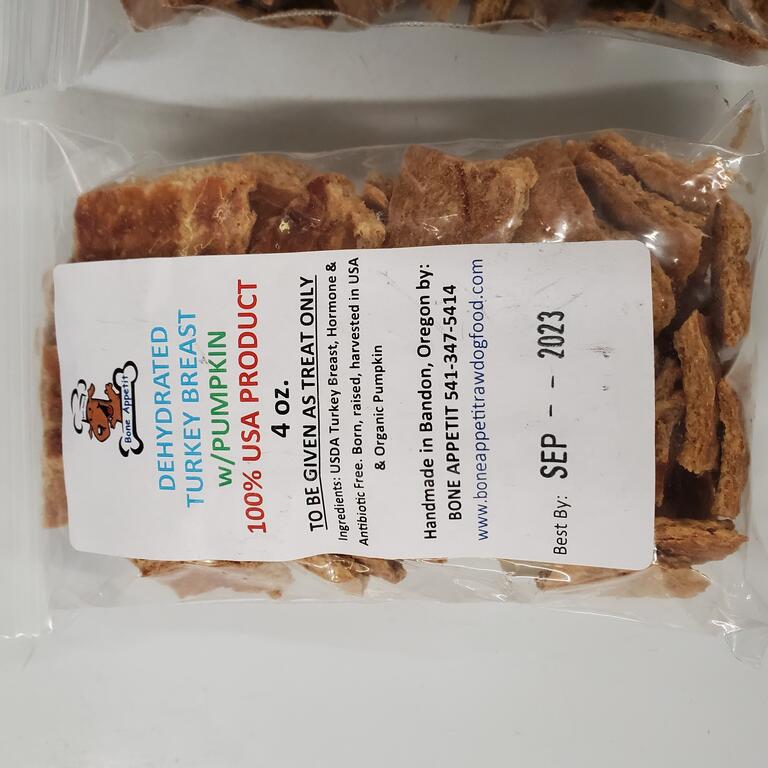 Bone Appetit
DEHYDRATED
TURKEY BREAST
w/PUMPKIN
100% USA PRODUCT
4 oz.
TO BE GIVEN AS TREAT ONLY
Ingredients: USDA Turkey Breast, Hormone &
Antibiotic Free. Born, raised, harvested in USA
& Organic Pumpkin
Handmade in Bandon, Oregon by:
BONE APPETIT 541-347-5414
www.boneappetitrawdogfood.com
Best By: SEP - - 2023